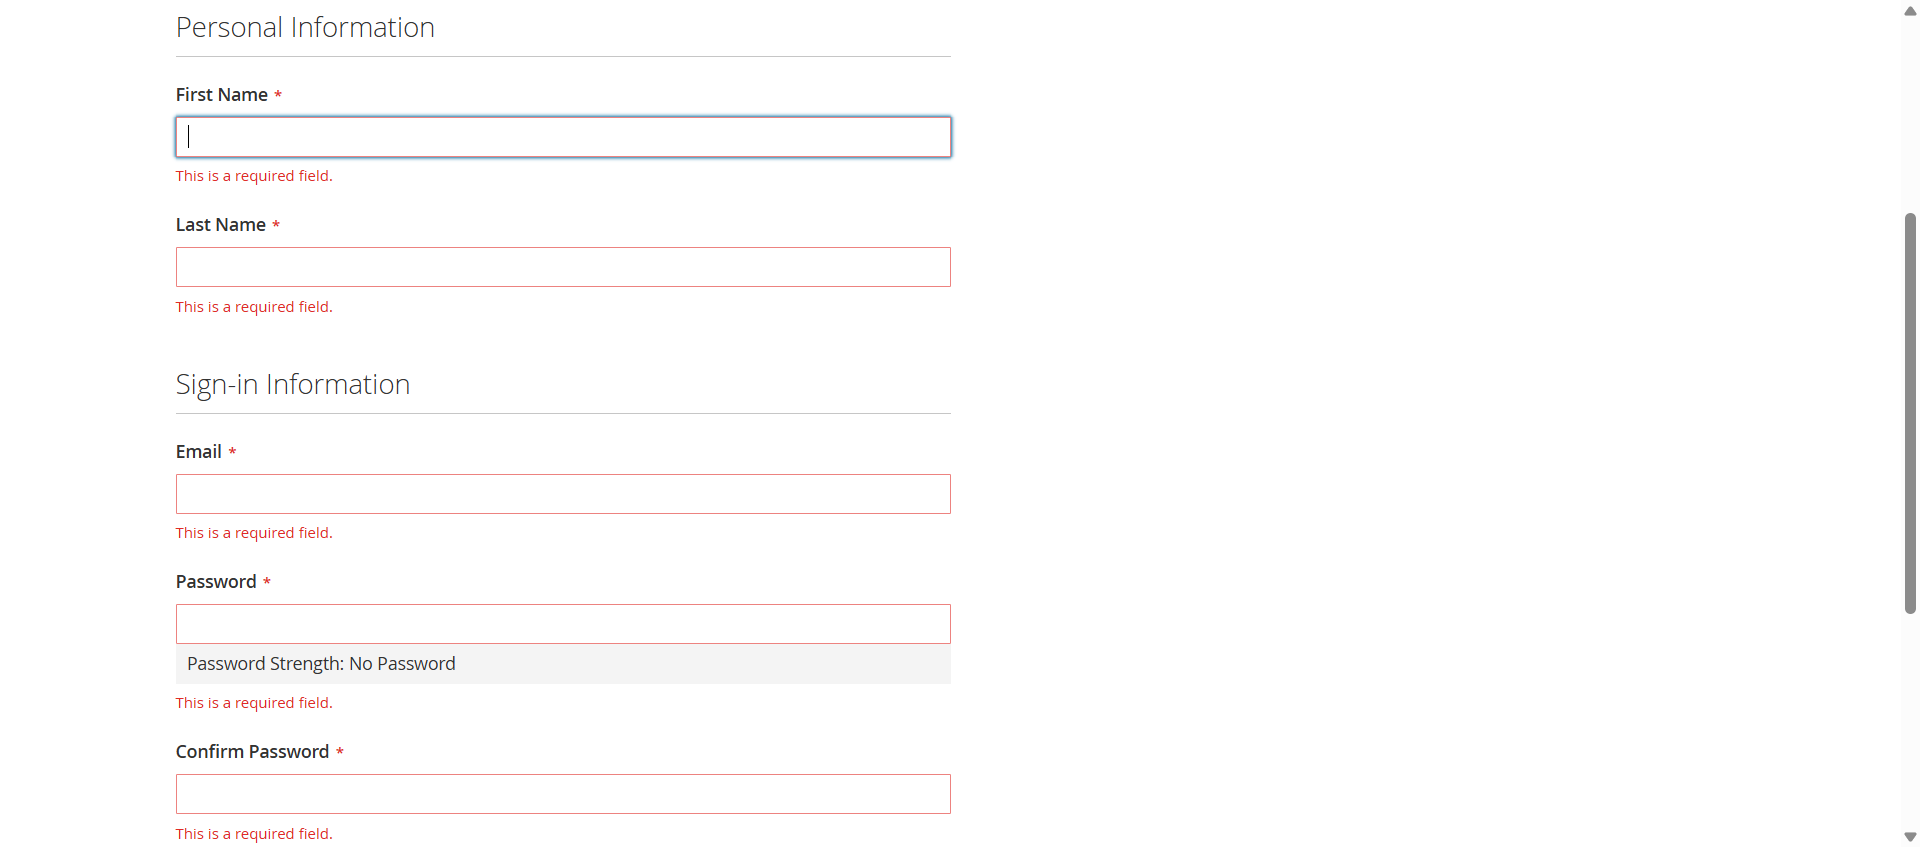 Personal Information
First Name *
This is a required field.
Last Name *
This is a required field.
Sign-in Information
Email *
This is a required field.
Password *
Password Strength: No Password
This is a required field.
Confirm Password *
This is a required field.